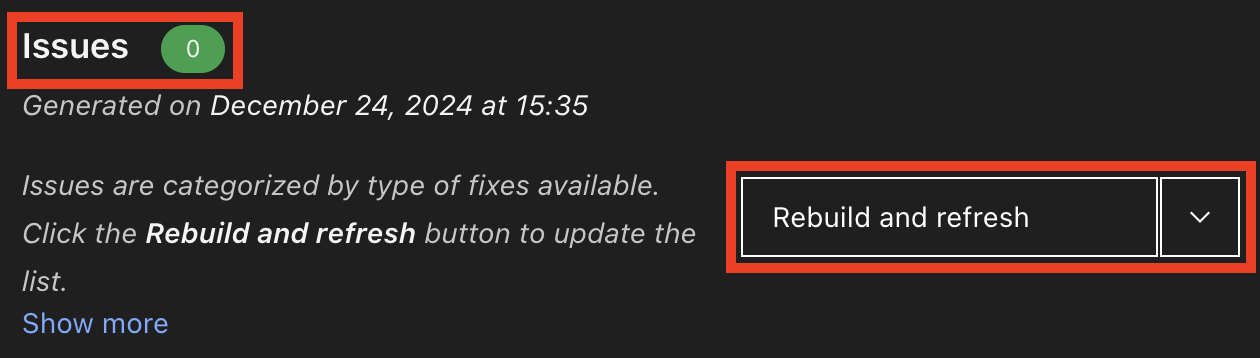 Issues 0
Generated on December 24, 2024 at 15:35
Issues are categorized by type of fixes available.
Click the Rebuild and refresh button to update the
list.
Show more
Rebuild and refresh